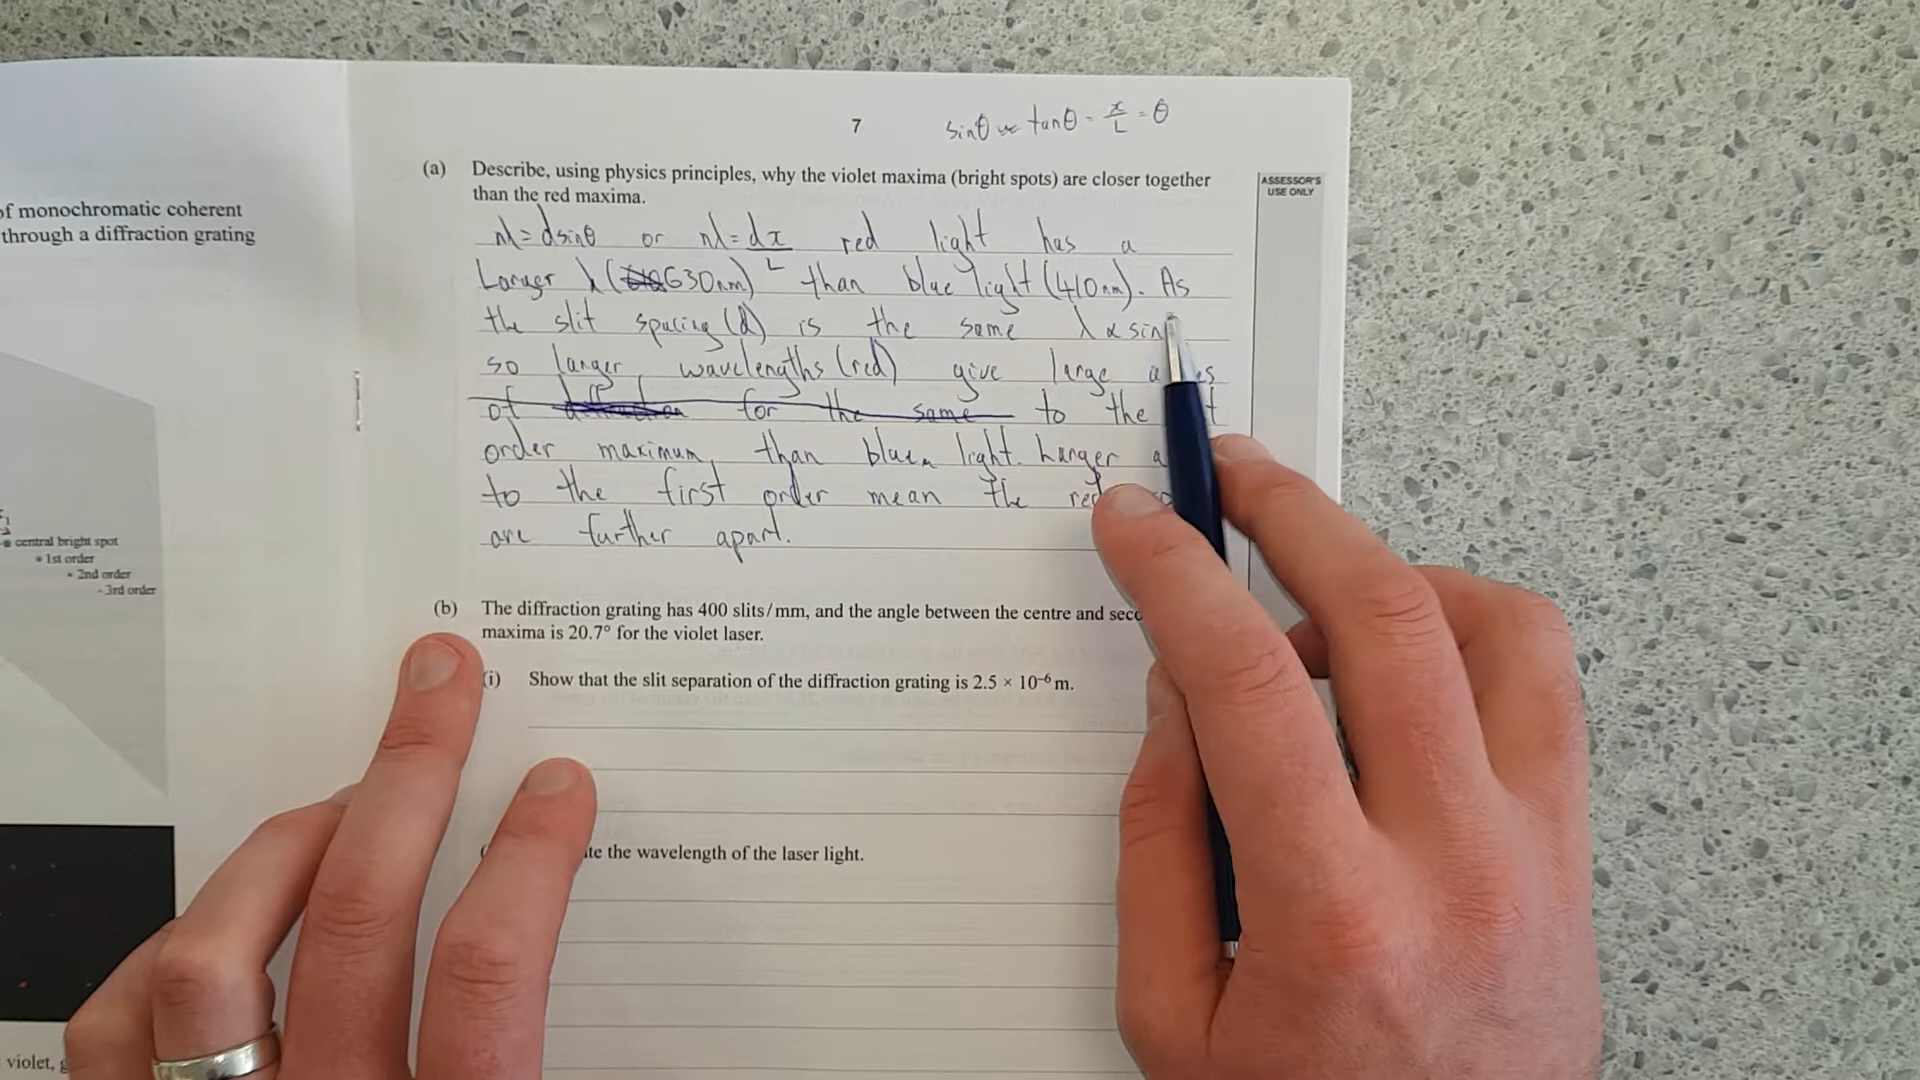 7
sinθ ≈ tanθ = x/L = θ
of monochromatic coherent
through a diffraction grating
central bright spot
1st order
2nd order
3rd order
violet,
(a) Describe, using physics principles, why the violet maxima (bright spots) are closer together
than the red maxima.
ASSESSOR'S
USE ONLY
nλ = dsinθ or nλ = dx/L red light has a
Larger λ (630nm) than blue light (410nm). As
the slit spacing (d) is the same λ ∝ sin
so larger wavelengths (red) give large
of diffraction for the same to the
order maximum, than blue light. Larger
to the first order mean the red
are further apart.
(b) The diffraction grating has 400 slits/mm, and the angle between the centre and
maxima is 20.7° for the violet laser.
(i) Show that the slit separation of the diffraction grating is 2.5 × 10⁻⁶ m.
the wavelength of the laser light.